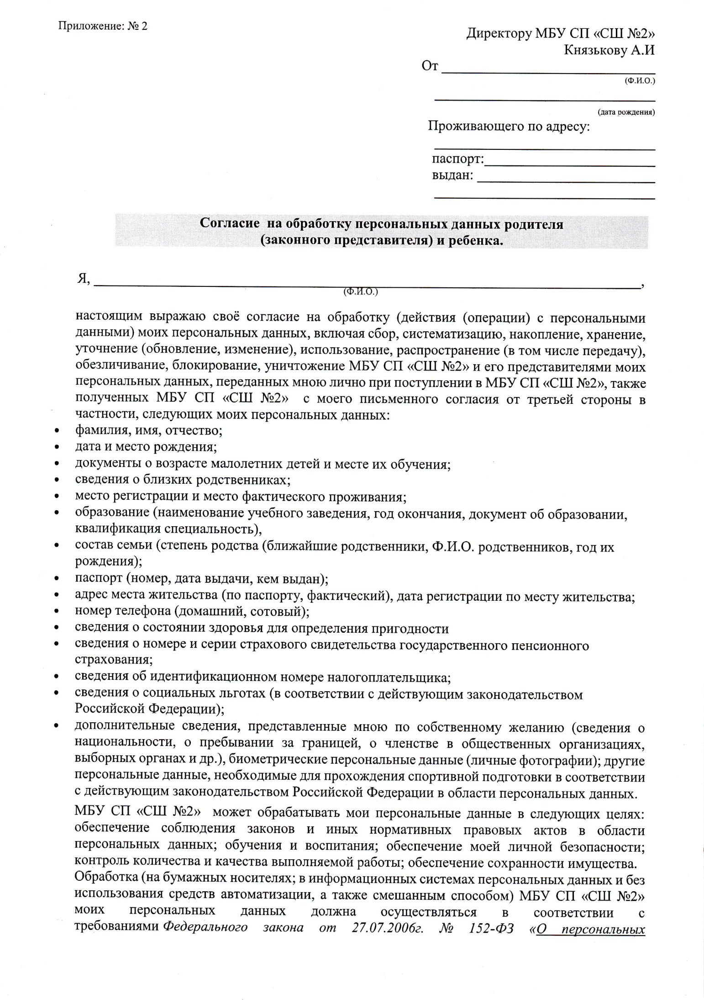 Приложение: № 2
Директору МБУ СП «СШ №2»
Князькову А.И
От
(Ф.И.О.)
(дата рождения)
Проживающего по адресу:
паспорт:
выдан:
Согласие на обработку персональных данных родителя
(законного представителя) и ребенка.
Я, ,
(Ф.И.О.)
настоящим выражаю своё согласие на обработку (действия (операции) с персональными
данными) моих персональных данных, включая сбор, систематизацию, накопление, хранение,
уточнение (обновление, изменение), использование, распространение (в том числе передачу),
обезличивание, блокирование, уничтожение МБУ СП «СШ №2» и его представителями моих
персональных данных, переданных мною лично при поступлении в МБУ СП «СШ №2», также
полученных МБУ СП «СШ №2» с моего письменного согласия от третьей стороны в
частности, следующих моих персональных данных:
• фамилия, имя, отчество;
• дата и место рождения;
• документы о возрасте малолетних детей и месте их обучения;
• сведения о близких родственниках;
• место регистрации и место фактического проживания;
• образование (наименование учебного заведения, год окончания, документ об образовании,
квалификация специальность),
• состав семьи (степень родства (ближайшие родственники, Ф.И.О. родственников, год их
рождения);
• паспорт (номер, дата выдачи, кем выдан);
• адрес места жительства (по паспорту, фактический), дата регистрации по месту жительства;
• номер телефона (домашний, сотовый);
• сведения о состоянии здоровья для определения пригодности
• сведения о номере и серии страхового свидетельства государственного пенсионного
страхования;
• сведения об идентификационном номере налогоплательщика;
• сведения о социальных льготах (в соответствии с действующим законодательством
Российской Федерации);
• дополнительные сведения, представленные мною по собственному желанию (сведения о
национальности, о пребывании за границей, о членстве в общественных организациях,
выборных органах и др.), биометрические персональные данные (личные фотографии); другие
персональные данные, необходимые для прохождения спортивной подготовки в соответствии
с действующим законодательством Российской Федерации в области персональных данных.
МБУ СП «СШ №2» может обрабатывать мои персональные данные в следующих целях:
обеспечение соблюдения законов и иных нормативных правовых актов в области
персональных данных; обучения и воспитания; обеспечение моей личной безопасности;
контроль количества и качества выполняемой работы; обеспечение сохранности имущества.
Обработка (на бумажных носителях; в информационных системах персональных данных и без
использования средств автоматизации, а также смешанным способом) МБУ СП «СШ №2»
моих персональных данных должна осуществляться в соответствии с
требованиями Федерального закона от 27.07.2006г. № 152-ФЗ «О персональных